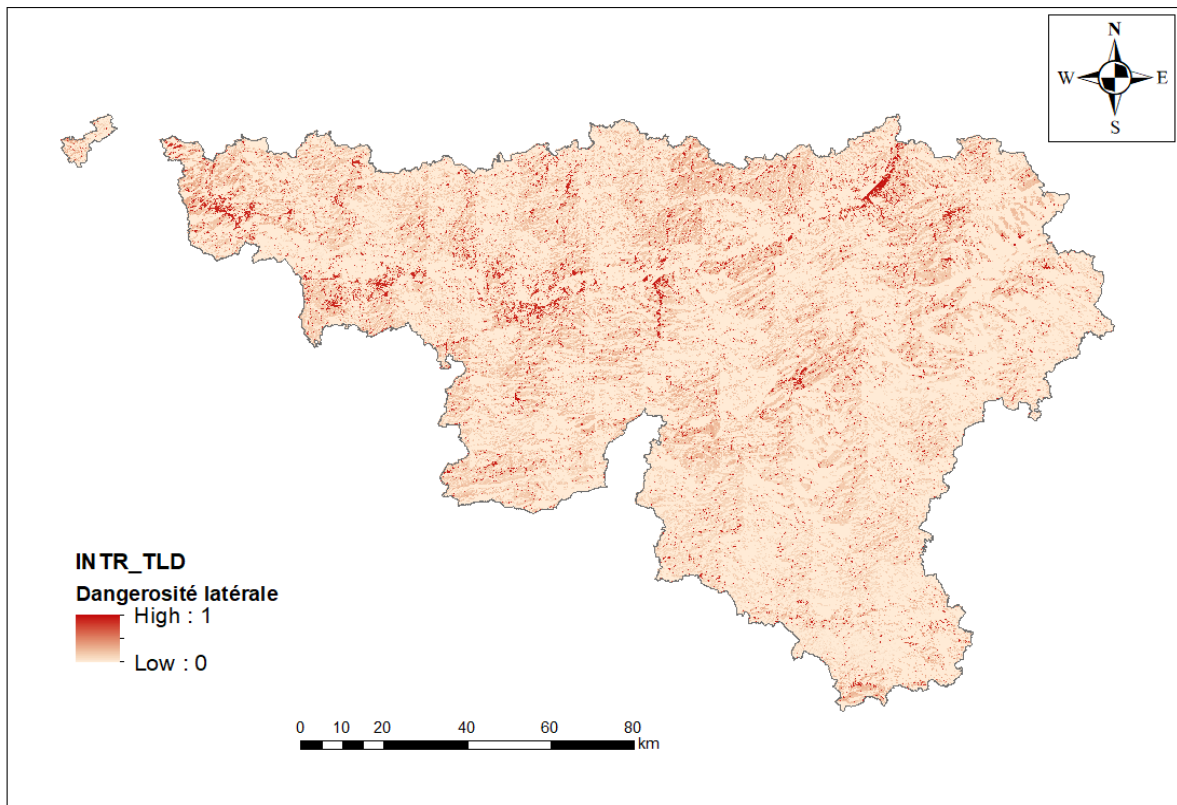 N
W E
S
INTR_TLD
Dangerosité latérale
High : 1
Low : 0
0 10 20 40 60 80
km